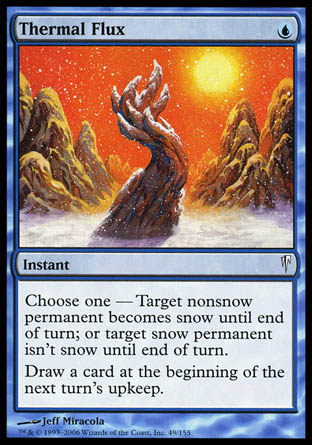 Thermal Flux
Instant
Choose one — Target nonsnow
permanent becomes snow until end
of turn; or target snow permanent
isn't snow until end of turn.
Draw a card at the beginning of the
next turn's upkeep.
Jeff Miracola
™ & © 1993–2006 Wizards of the Coast, Inc. 49/155